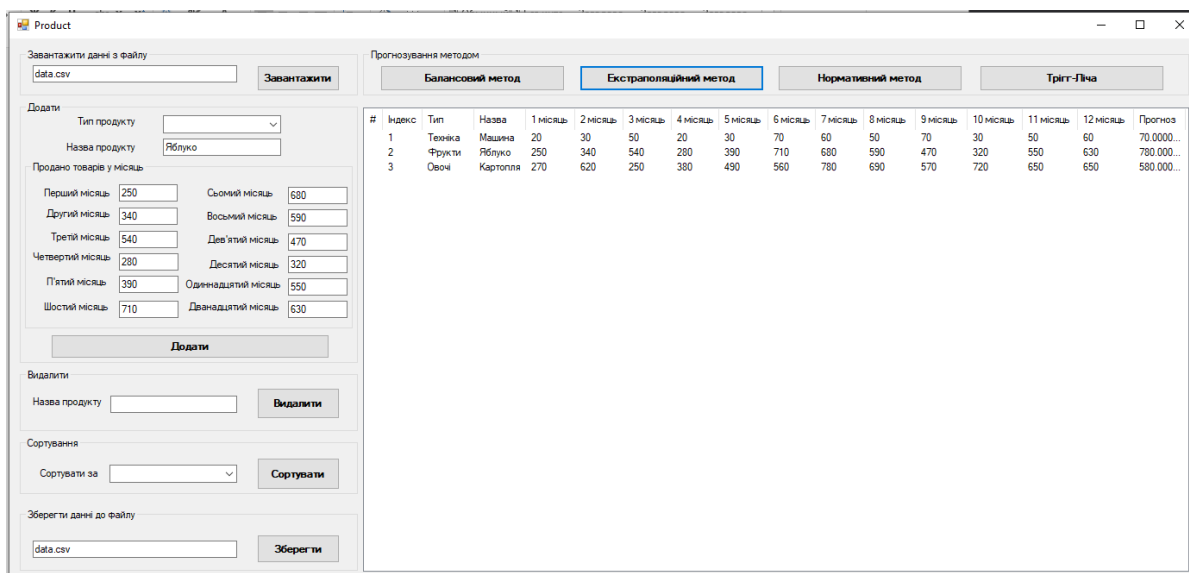 Product
Завантажити данні з файлу
data.csv
Завантажити
Прогнозування методом
Балансовий метод
Екстраполяційний метод
Нормативний метод
Трігг-Ліча
Додати
Тип продукту
Назва продукту
Яблуко
Продано товарів у місяць
Перший місяць 250
Сьомий місяць 680
Другий місяць 340
Восьмий місяць 590
Третій місяць 540
Дев'ятий місяць 470
Четвертий місяць 280
Десятий місяць 320
П'ятий місяць 390
Одиннадцятий місяць 550
Шостий місяць 710
Дванадцятий місяць 630
Додати
Видалити
Назва продукту
Видалити
Сортування
Сортувати за
Сортувати
Зберегти данні до файлу
data.csv
Зберегти
# Індекс Тип Назва 1 місяць 2 місяць 3 місяць 4 місяць 5 місяць 6 місяць 7 місяць 8 місяць 9 місяць 10 місяць 11 місяць 12 місяць Прогноз
1 Техніка Машина 20 30 50 20 30 70 60 50 70 30 50 60 70.0000...
2 Фрукти Яблуко 250 340 540 280 390 710 680 590 470 320 550 630 780.000...
3 Овочі Картопля 270 620 250 380 490 560 780 690 570 720 650 650 580.000...